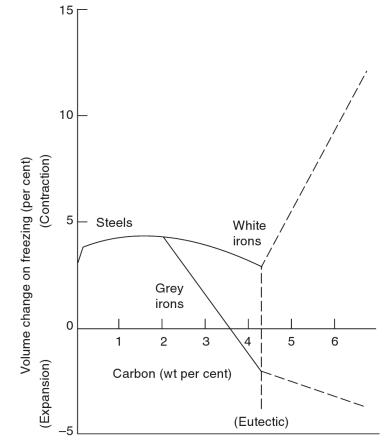 15
10
5
0
−5
Volume change on freezing (per cent)
(Contraction)
(Expansion)
Steels
White
irons
Grey
irons
1 2 3 4 5 6
Carbon (wt per cent)
(Eutectic)